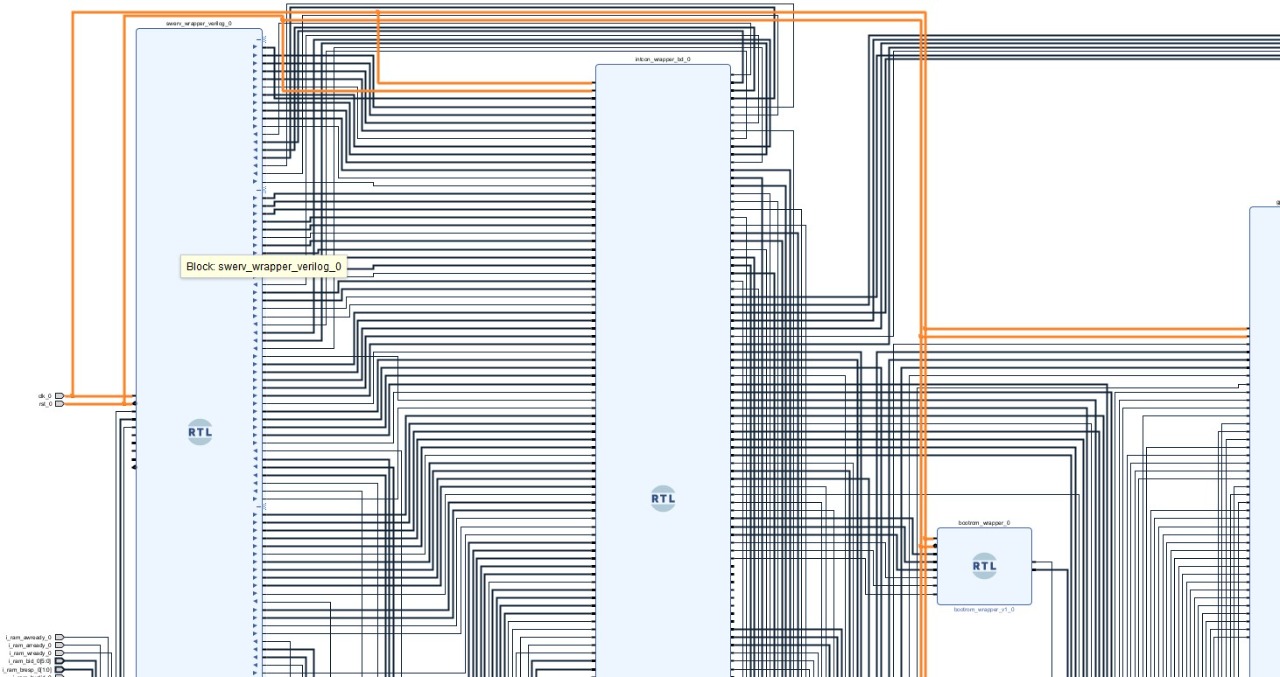 swerv_wrapper_verilog_0
intcon_wrapper_bd_0
Block: swerv_wrapper_verilog_0
clk_0
rst_0
RTL
RTL
bootrom_wrapper_0
RTL
bootrom_wrapper_v1_0
i_ram_awready_0
i_ram_arready_0
i_ram_wready_0
i_ram_bid_0[5:0]
i_ram_bresp_0[1:0]